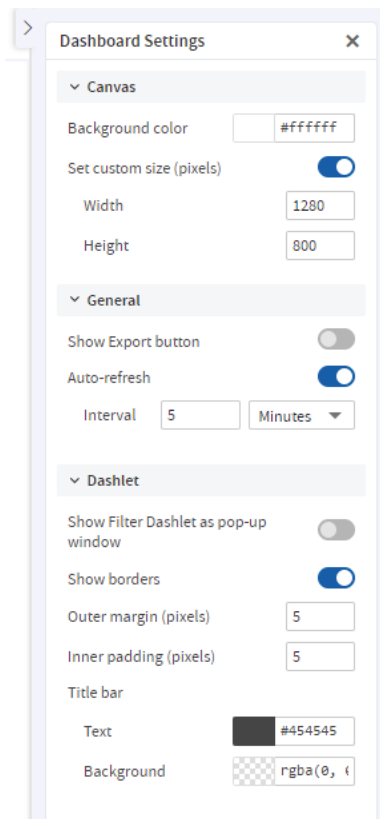 Dashboard Settings
Canvas
Background color #ffffff
Set custom size (pixels)
Width 1280
Height 800
General
Show Export button
Auto-refresh
Interval 5 Minutes
Dashlet
Show Filter Dashlet as pop-up
window
Show borders
Outer margin (pixels) 5
Inner padding (pixels) 5
Title bar
Text #454545
Background rgba(0,